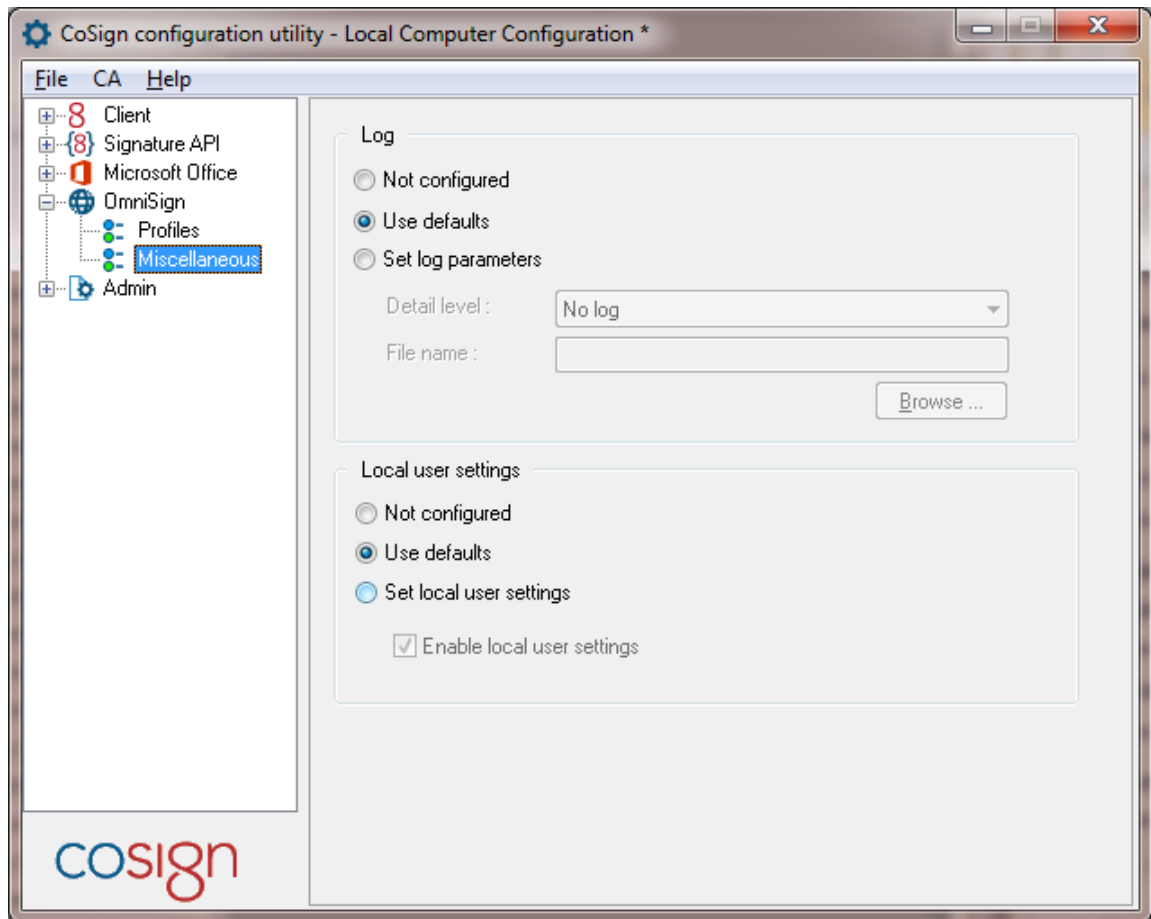 CoSign configuration utility - Local Computer Configuration *
File CA Help
Client
Signature API
Microsoft Office
OmniSign
Profiles
Miscellaneous
Admin
Log
Not configured
Use defaults
Set log parameters
Detail level :
No log
File name :
Browse ...
Local user settings
Not configured
Use defaults
Set local user settings
Enable local user settings
cosign